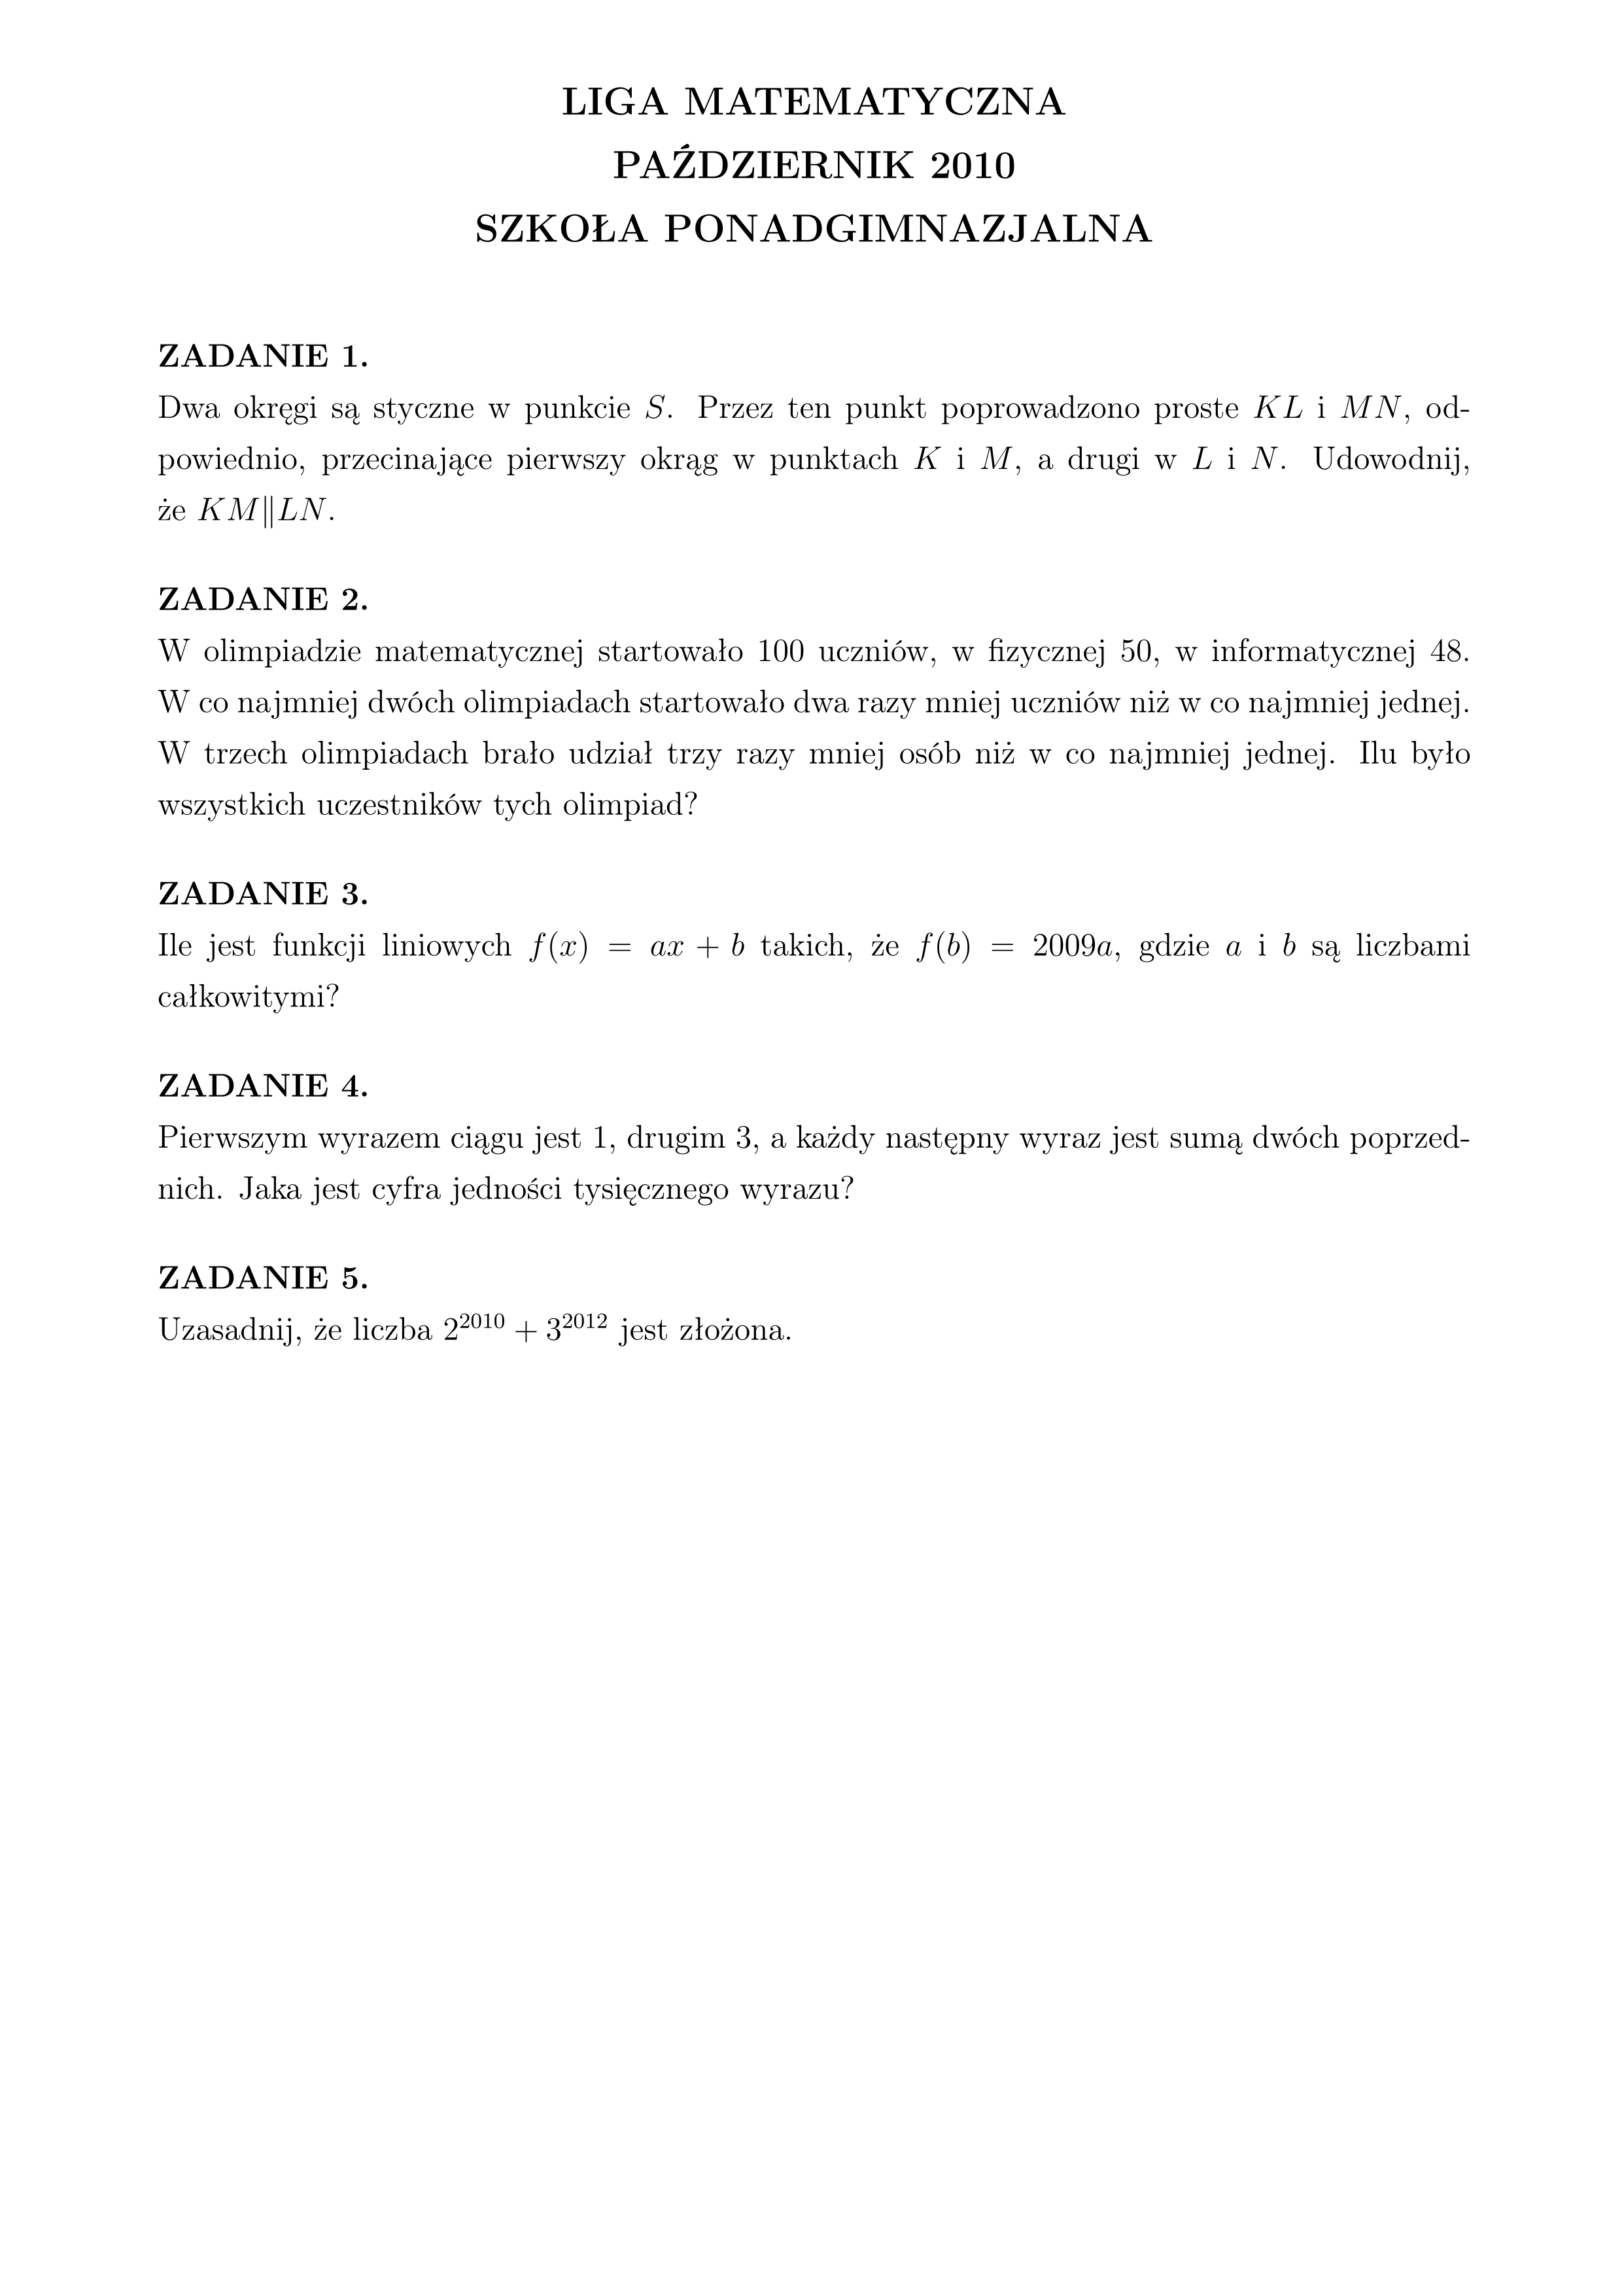 LIGA MATEMATYCZNA
PAŹDZIERNIK 2010
SZKOŁA PONADGIMNAZJALNA
ZADANIE 1.
Dwa okręgi są styczne w punkcie S. Przez ten punkt poprowadzono proste KL i MN, od-
powiednio, przecinające pierwszy okrąg w punktach K i M, a drugi w L i N. Udowodnij,
że KM∥LN.
ZADANIE 2.
W olimpiadzie matematycznej startowało 100 uczniów, w fizycznej 50, w informatycznej 48.
W co najmniej dwóch olimpiadach startowało dwa razy mniej uczniów niż w co najmniej jednej.
W trzech olimpiadach brało udział trzy razy mniej osób niż w co najmniej jednej. Ilu było
wszystkich uczestników tych olimpiad?
ZADANIE 3.
Ile jest funkcji liniowych f(x) = ax + b takich, że f(b) = 2009a, gdzie a i b są liczbami
całkowitymi?
ZADANIE 4.
Pierwszym wyrazem ciągu jest 1, drugim 3, a każdy następny wyraz jest sumą dwóch poprzed-
nich. Jaka jest cyfra jedności tysięcznego wyrazu?
ZADANIE 5.
Uzasadnij, że liczba 2^{2010} + 3^{2012} jest złożona.